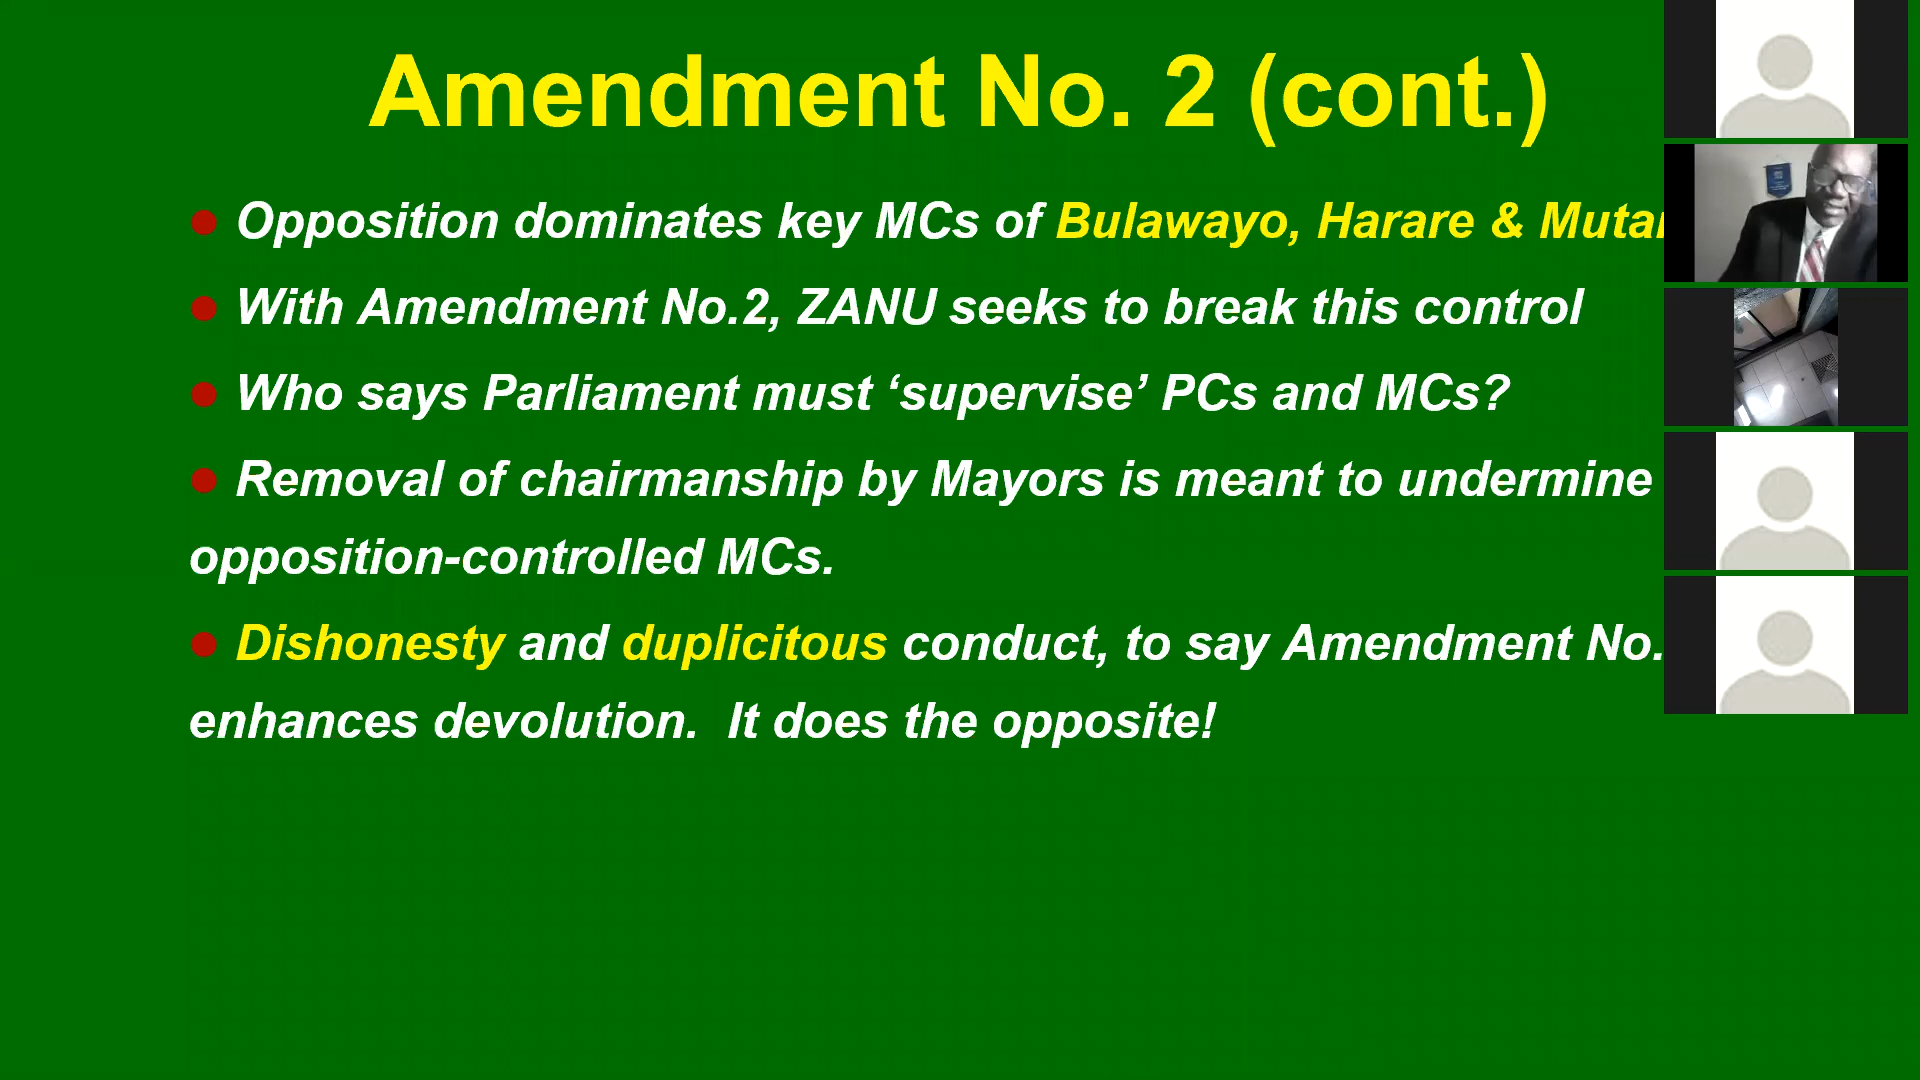 Amendment No. 2 (cont.)
Opposition dominates key MCs of Bulawayo, Harare &
With Amendment No.2, ZANU seeks to break this control
Who says Parliament must ‘supervise’ PCs and MCs?
Removal of chairmanship by Mayors is meant to undermine
opposition-controlled MCs.
Dishonesty and duplicitous conduct, to say Amendment No.
enhances devolution.  It does the opposite!